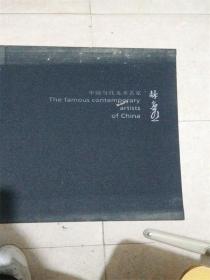 中国当代美术名家
The famous contemporary
artists
of China